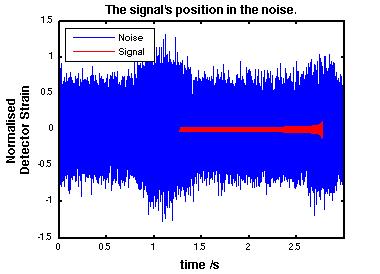 The signal's position in the noise.
Noise
Signal
Normalised
Detector Strain
1.5
1
0.5
0
-0.5
-1
-1.5
0
0.5
1
1.5
2
2.5
time /s